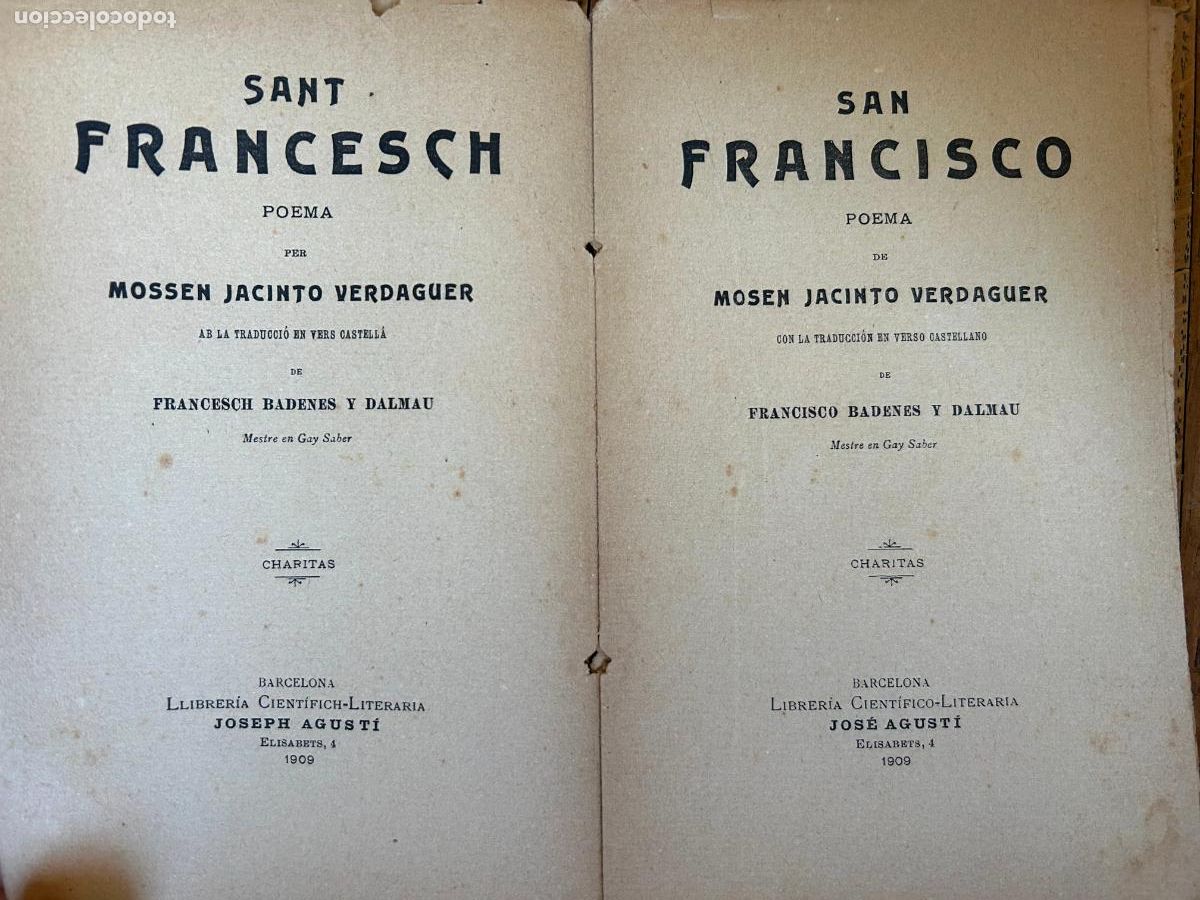 todocoleccion
SANT
FRANCESCH
POEMA
PER
MOSSEN JACINTO VERDAGUER
AB LA TRADUCCIÓ EN VERS CASTELLÁ
DE
FRANCESCH BADENES Y DALMAU
Mestre en Gay Saber
CHARITAS
BARCELONA
LLIBRERÍA CIENTÍFICH-LITERARIA
JOSEPH AGUSTÍ
ELISABETS, 4
1909
SAN
FRANCISCO
POEMA
DE
MOSEN JACINTO VERDAGUER
CON LA TRADUCCIÓN EN VERSO CASTELLANO
DE
FRANCISCO BADENES Y DALMAU
Mestre en Gay Saber
CHARITAS
BARCELONA
LIBRERÍA CIENTÍFICO-LITERARIA
JOSÉ AGUSTÍ
ELISABETS, 4
1909